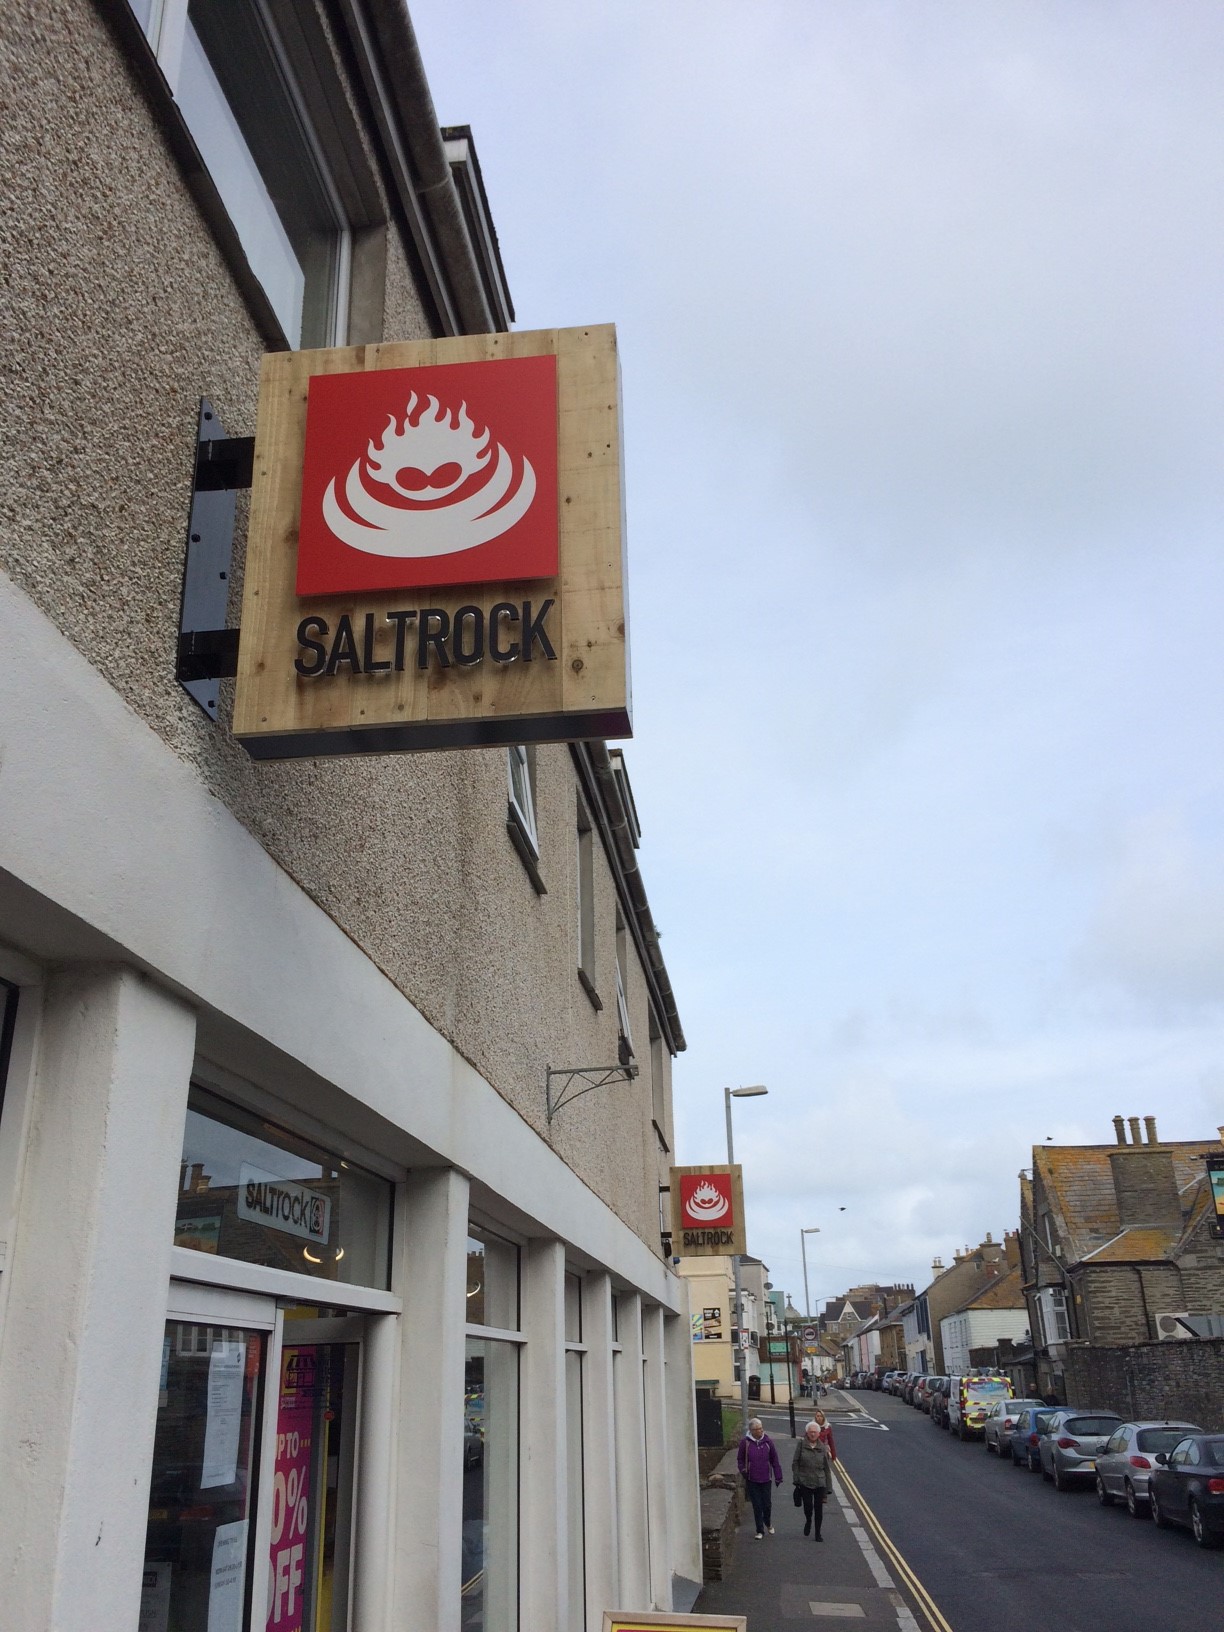 SALTROCK
SALTROCK
SALTrock
UP TO...
0%
OFF